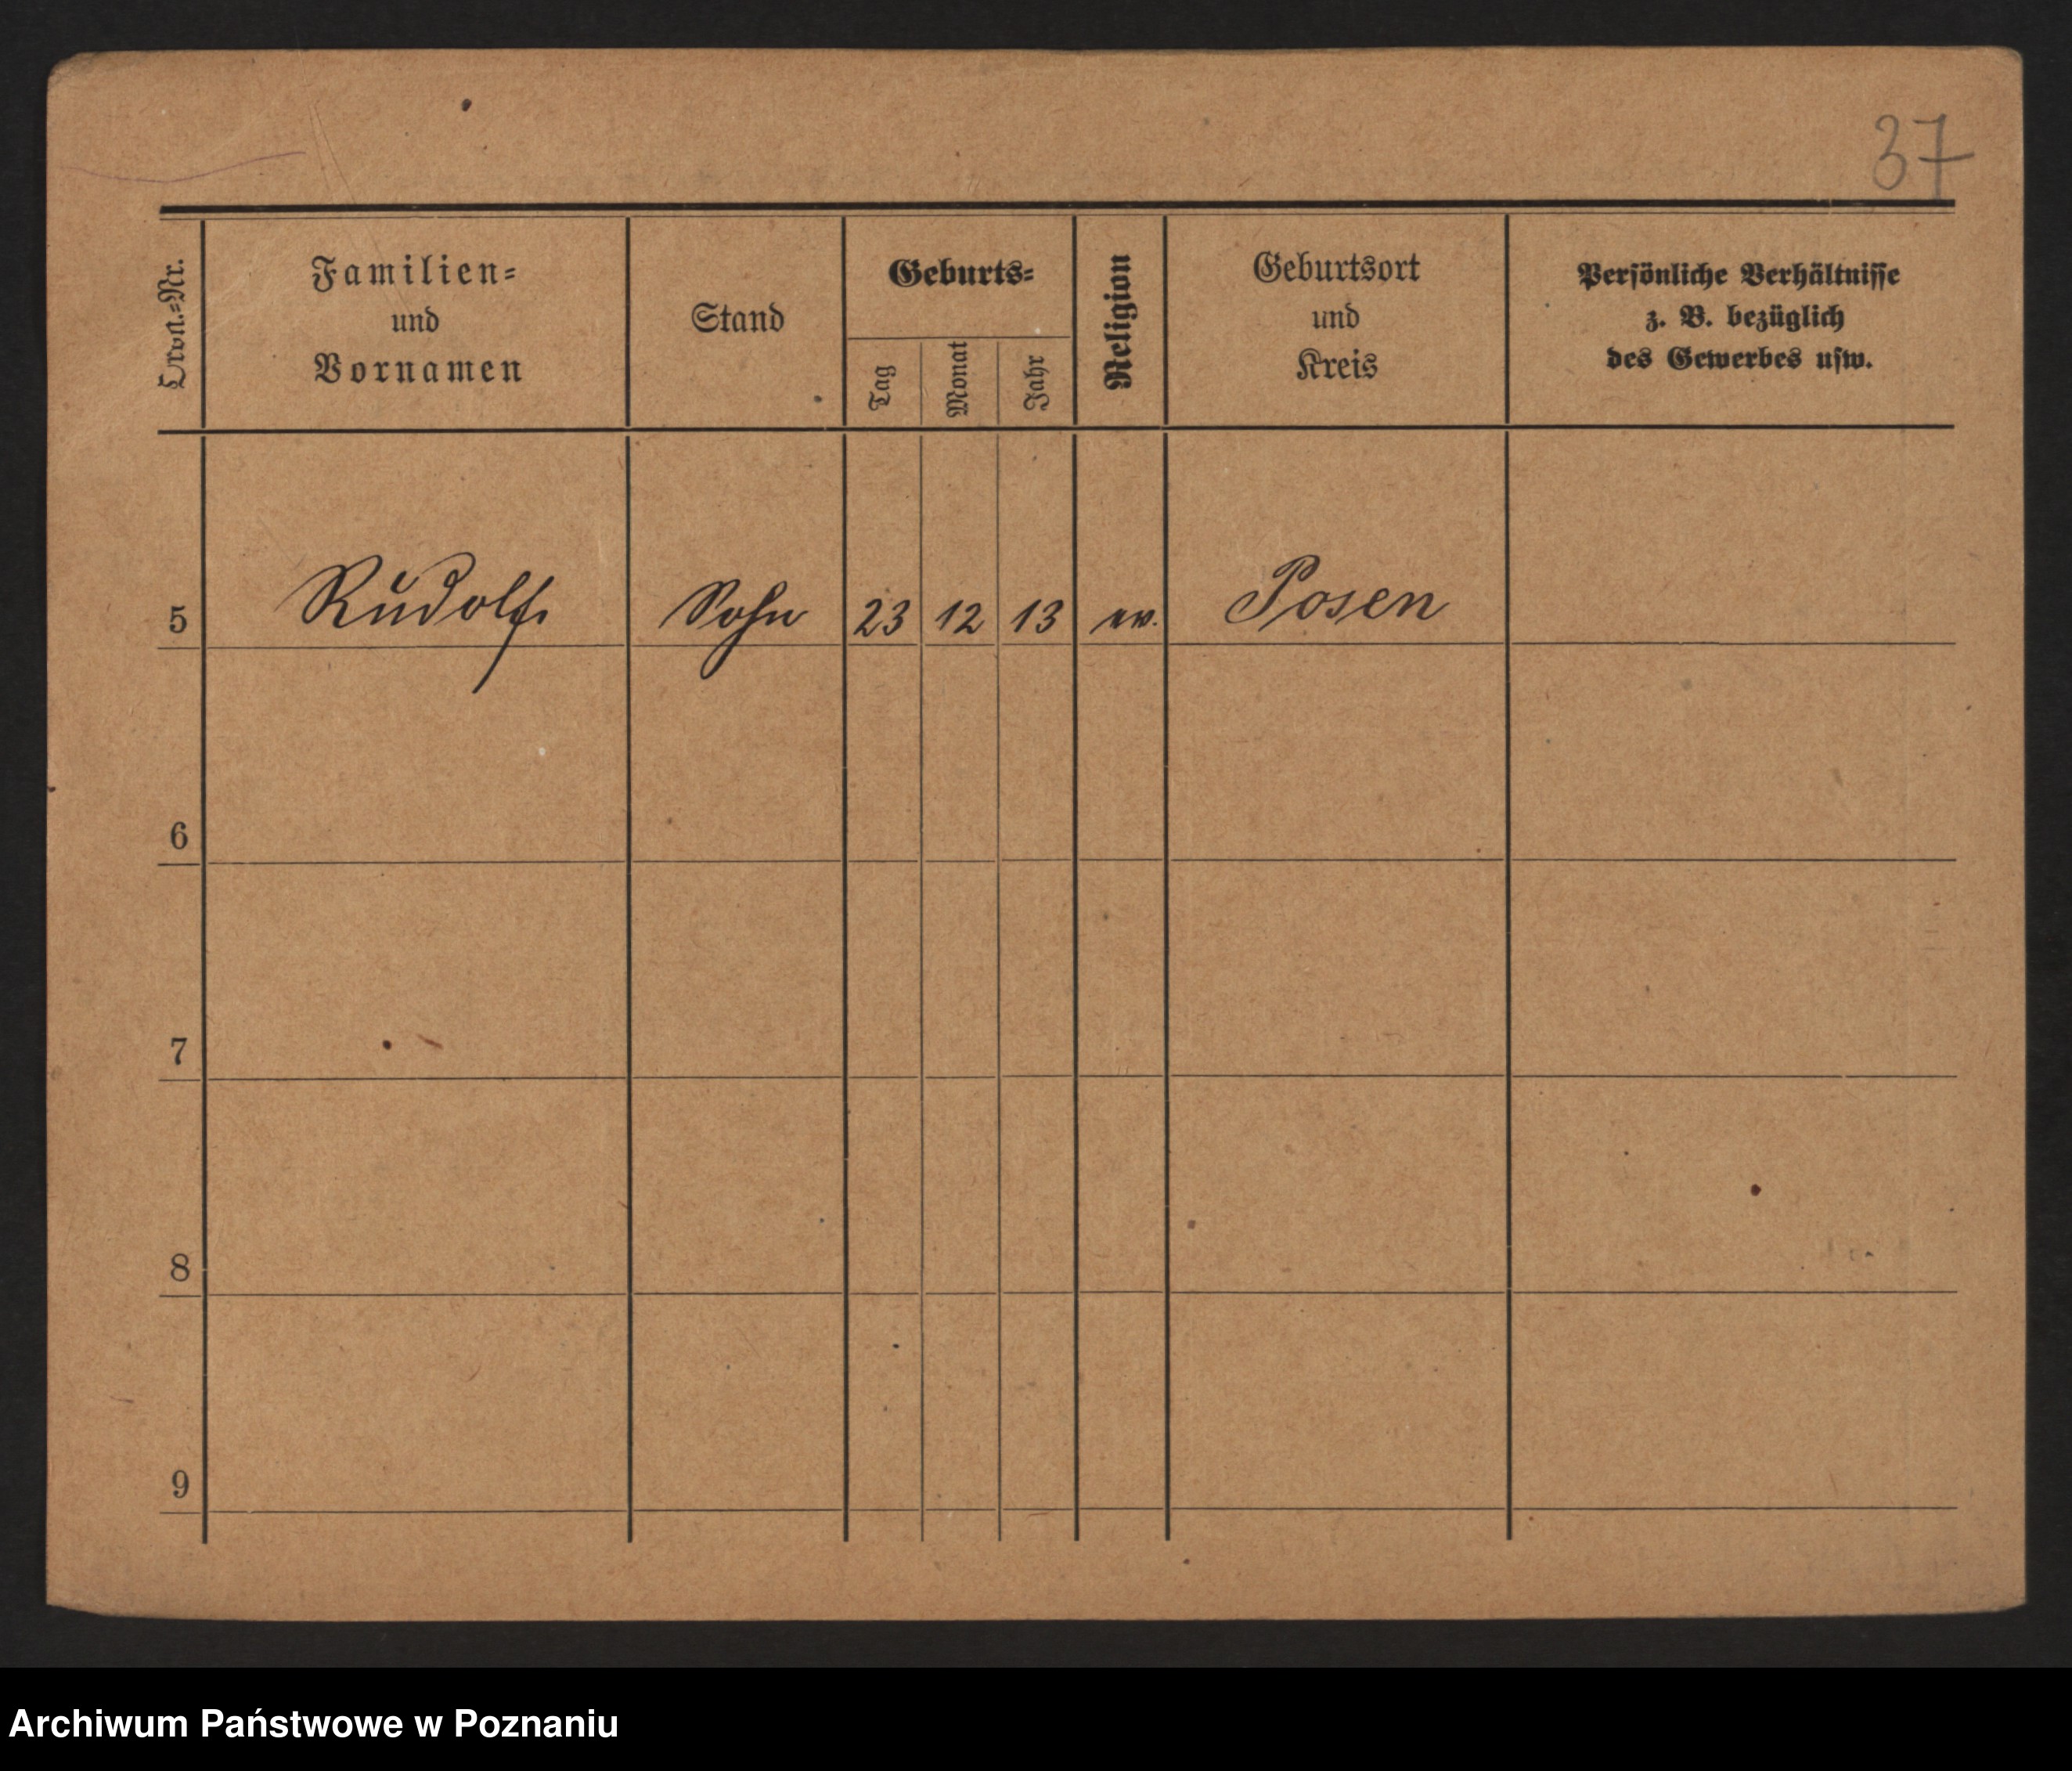 37
Ordn.-Nr.
Familien-
und
Vornamen
Stand
Geburts-
Tag
Monat
Jahr
Religion
Geburtsort
und
Kreis
Persönliche Verhältnisse
z. B. bezüglich
des Gewerbes usw.
5 Rudolf. Sohn 23 12 13 ev. Posen
6
7
8
9
Archiwum Państwowe w Poznaniu